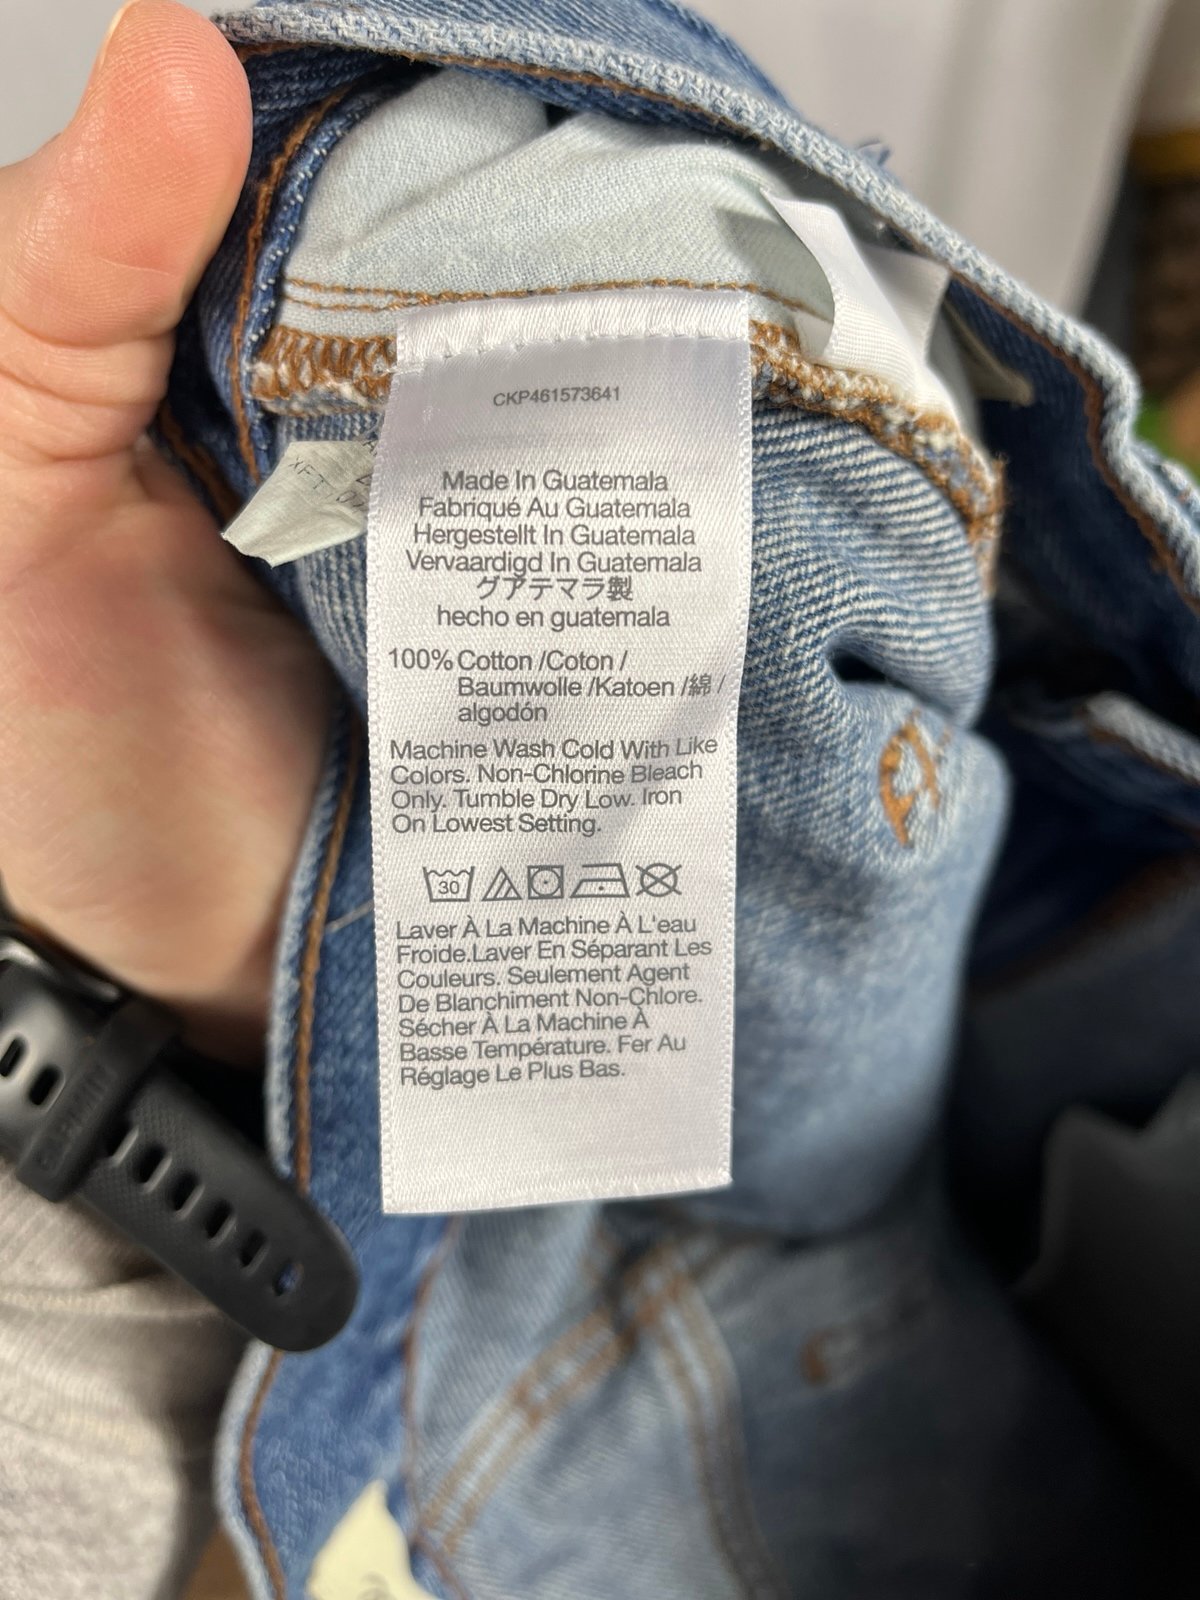 CKP461573641
Made In Guatemala
Fabriqué Au Guatemala
Hergestellt In Guatemala
Vervaardigd In Guatemala
グアテマラ製
hecho en guatemala
100% Cotton /Coton /
Baumwolle /Katoen /綿 /
algodón
Machine Wash Cold With Like
Colors. Non-Chlorine Bleach
Only. Tumble Dry Low. Iron
On Lowest Setting.
30
Laver À La Machine À L'eau
Froide.Laver En Séparant Les
Couleurs. Seulement Agent
De Blanchiment Non-Chlore.
Sécher À La Machine À
Basse Température. Fer Au
Réglage Le Plus Bas.
XFT
GARMIN